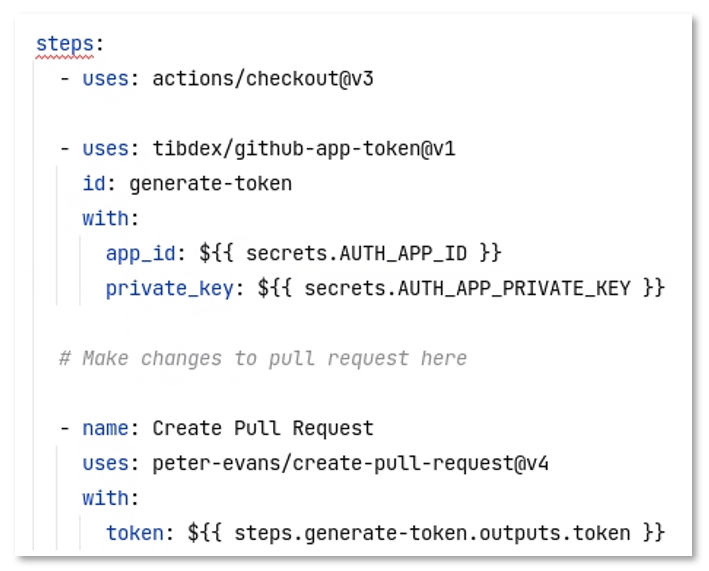 steps:
  - uses: actions/checkout@v3

  - uses: tibdex/github-app-token@v1
    id: generate-token
    with:
      app_id: ${{ secrets.AUTH_APP_ID }}
      private_key: ${{ secrets.AUTH_APP_PRIVATE_KEY }}

  # Make changes to pull request here

  - name: Create Pull Request
    uses: peter-evans/create-pull-request@v4
    with:
      token: ${{ steps.generate-token.outputs.token }}